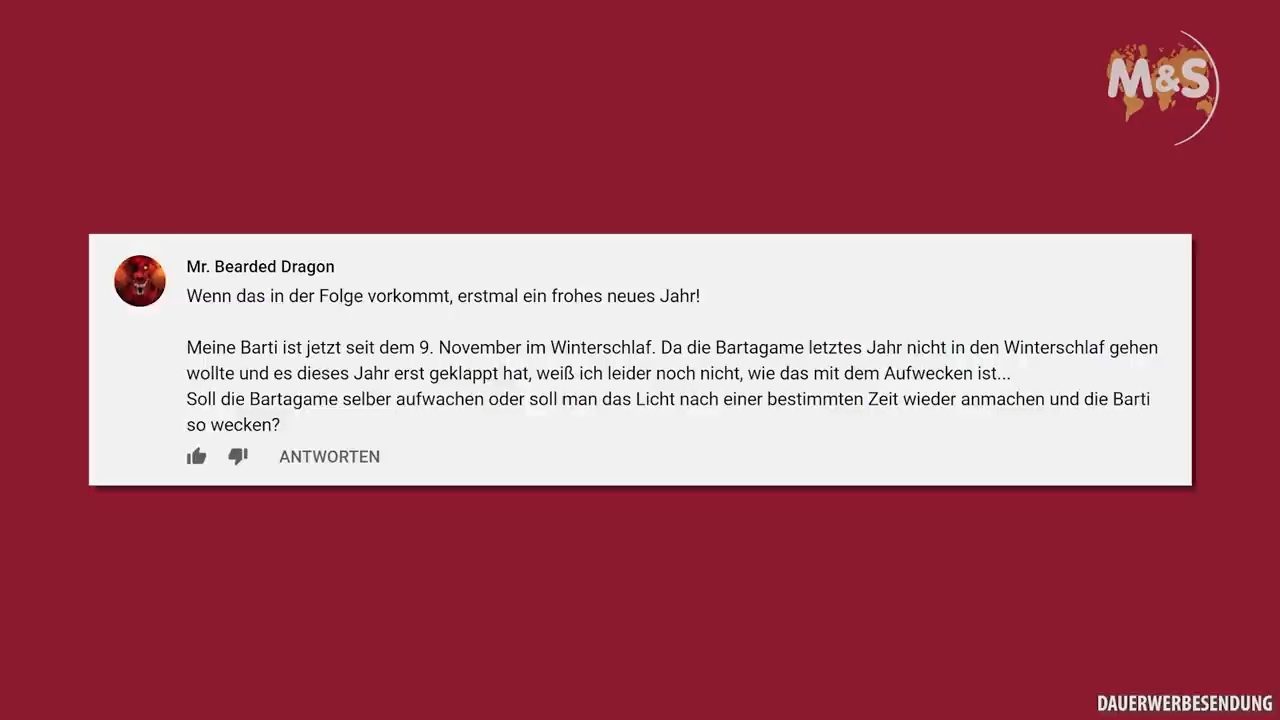 M&S
Mr. Bearded Dragon
Wenn das in der Folge vorkommt, erstmal ein frohes neues Jahr!
Meine Barti ist jetzt seit dem 9. November im Winterschlaf. Da die Bartagame letztes Jahr nicht in den Winterschlaf gehen
wollte und es dieses Jahr erst geklappt hat, weiß ich leider noch nicht, wie das mit dem Aufwecken ist...
Soll die Bartagame selber aufwachen oder soll man das Licht nach einer bestimmten Zeit wieder anmachen und die Barti
so wecken?
ANTWORTEN
DAUERWERBESENDUNG